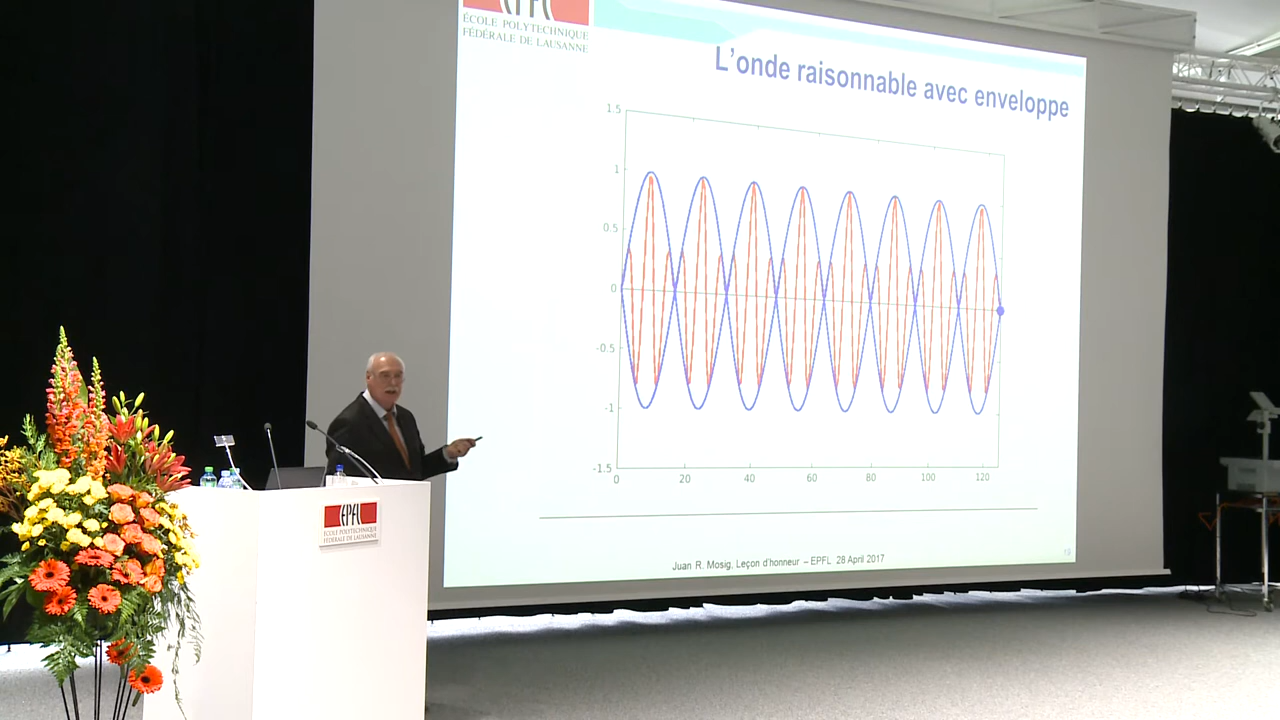 EPFL
ÉCOLE POLYTECHNIQUE
FÉDÉRALE DE LAUSANNE
L'onde raisonnable avec enveloppe
1.5
1
0.5
0
-0.5
-1
-1.5
0 20 40 60 80 100 120
Juan R. Mosig, Leçon d'honneur – EPFL 28 April 2017
EPFL
ÉCOLE POLYTECHNIQUE
FÉDÉRALE DE LAUSANNE